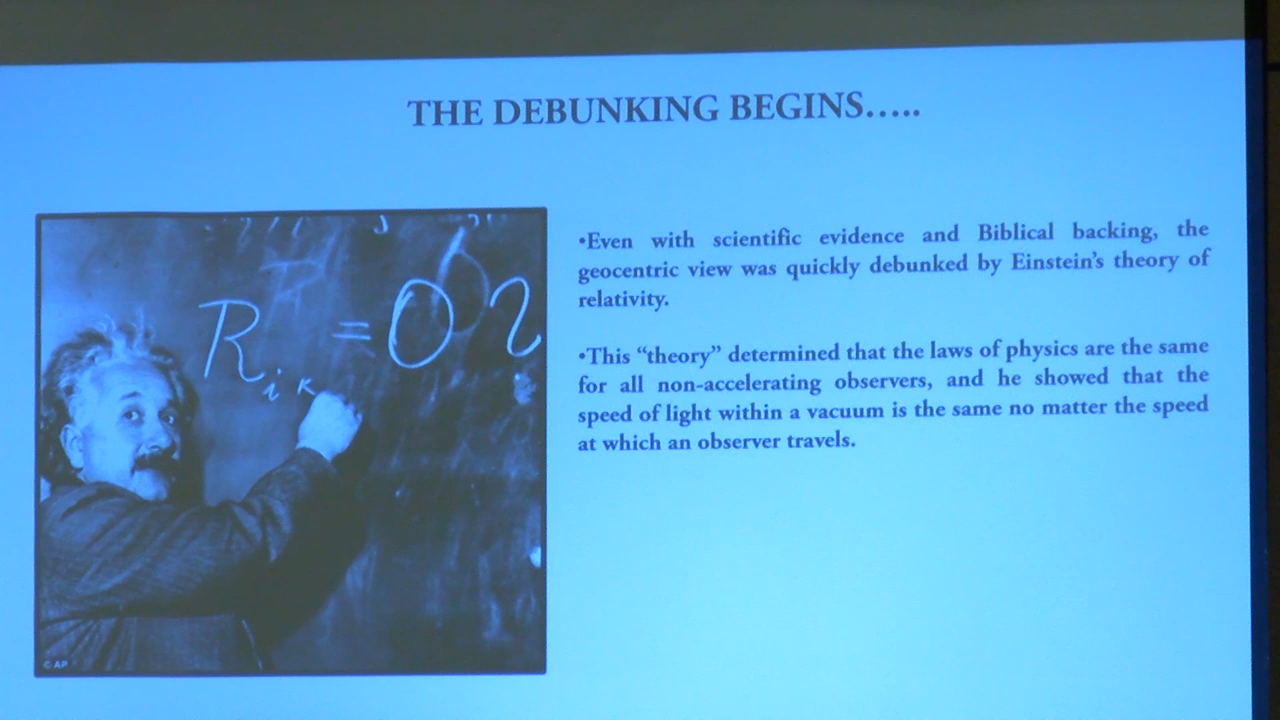 THE DEBUNKING BEGINS…..
R i κ = 0 ?
•Even with scientific evidence and Biblical backing, the
geocentric view was quickly debunked by Einstein's theory of
relativity.
•This “theory” determined that the laws of physics are the same
for all non-accelerating observers, and he showed that the
speed of light within a vacuum is the same no matter the speed
at which an observer travels.
© AP